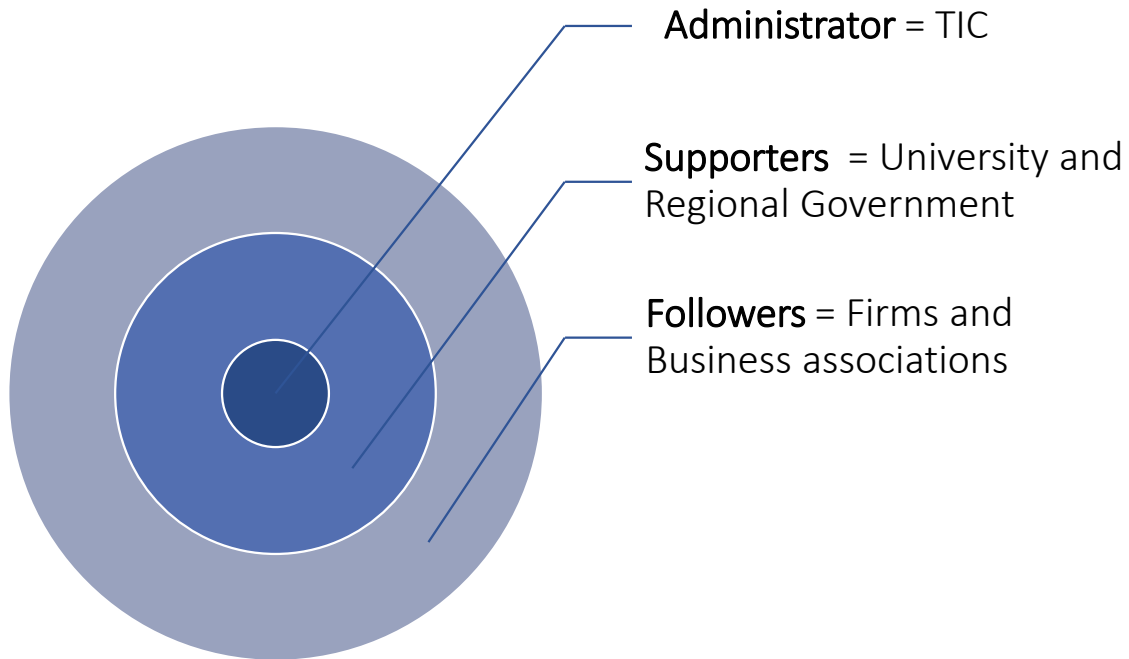 Administrator = TIC
Supporters = University and
Regional Government
Followers = Firms and
Business associations